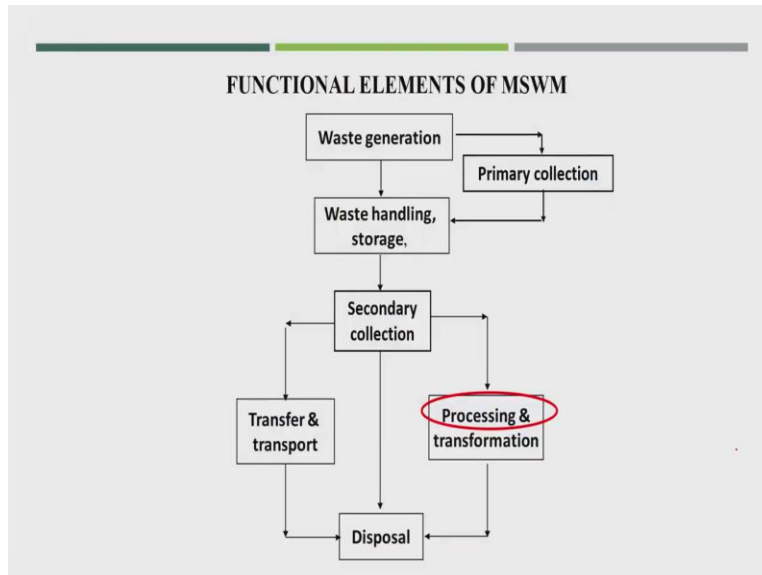 FUNCTIONAL ELEMENTS OF MSWM
Waste generation
Primary collection
Waste handling,
storage,
Secondary
collection
Transfer &
transport
Processing &
transformation
Disposal